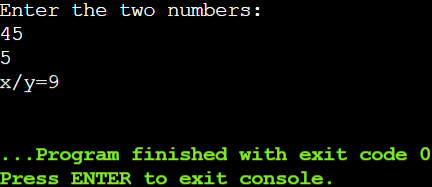 Enter the two numbers:
45
5
x/y=9
...Program finished with exit code 0
Press ENTER to exit console.